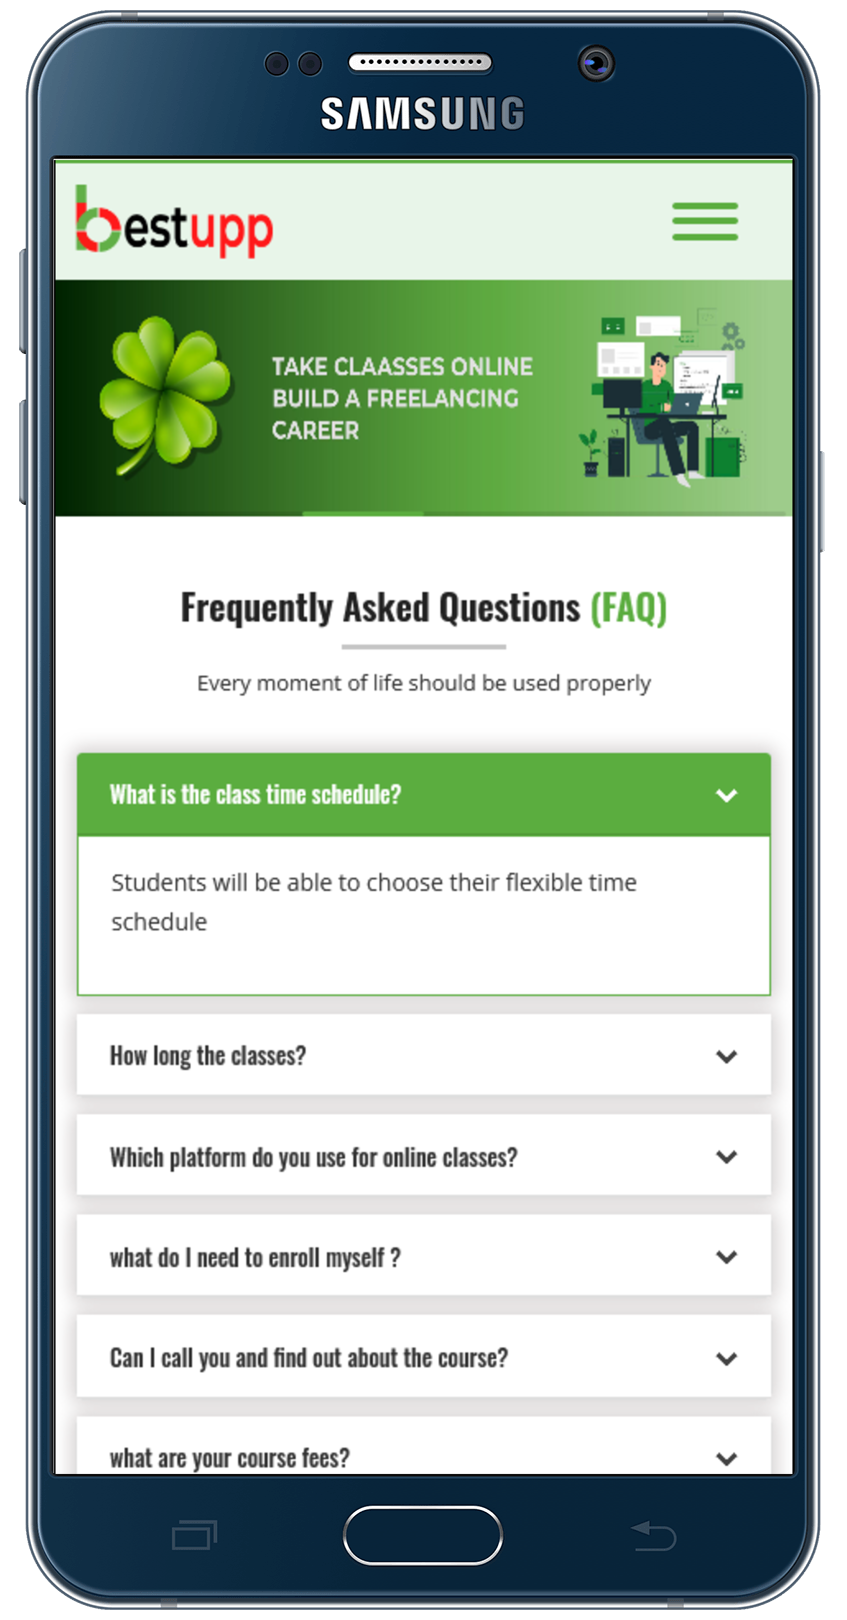 SAMSUNG
bestupp
TAKE CLAASSES ONLINE
BUILD A FREELANCING
CAREER
Frequently Asked Questions (FAQ)
Every moment of life should be used properly
What is the class time schedule?
Students will be able to choose their flexible time
schedule
How long the classes?
Which platform do you use for online classes?
what do I need to enroll myself ?
Can I call you and find out about the course?
what are your course fees?